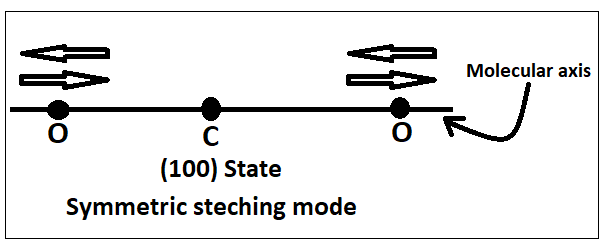 Molecular axis
O
C
O
(100) State
Symmetric steching mode